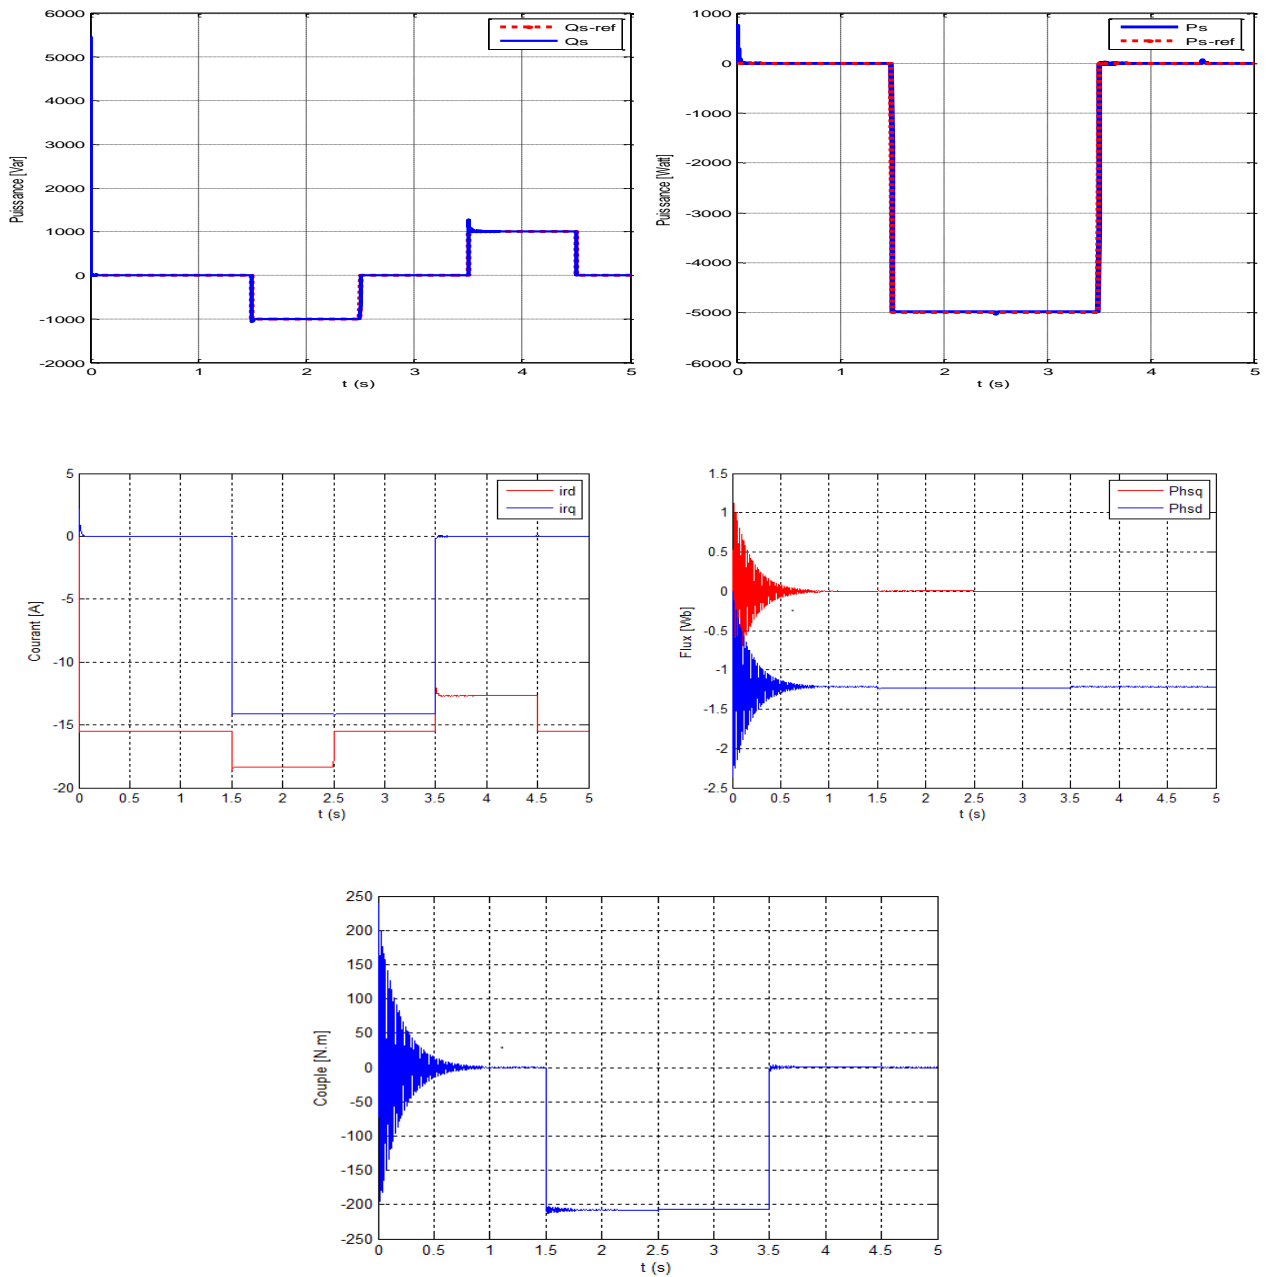 6000
5000
4000
3000
2000
1000
0
-1000
-2000
Puissance [Var]
0 1 2 3 4 5
t (s)
Qs-ref
Qs
1000
0
-1000
-2000
-3000
-4000
-5000
-6000
Puissance [Watt]
0 1 2 3 4 5
t (s)
Ps
Ps-ref
5
0
-5
-10
-15
-20
Courant [A]
0 0.5 1 1.5 2 2.5 3 3.5 4 4.5 5
t (s)
ird
irq
1.5
1
0.5
0
-0.5
-1
-1.5
-2
-2.5
Flux [Wb]
0 0.5 1 1.5 2 2.5 3 3.5 4 4.5 5
t (s)
Phsq
Phsd
250
200
150
100
50
0
-50
-100
-150
-200
-250
Couple [N.m]
0 0.5 1 1.5 2 2.5 3 3.5 4 4.5 5
t (s)